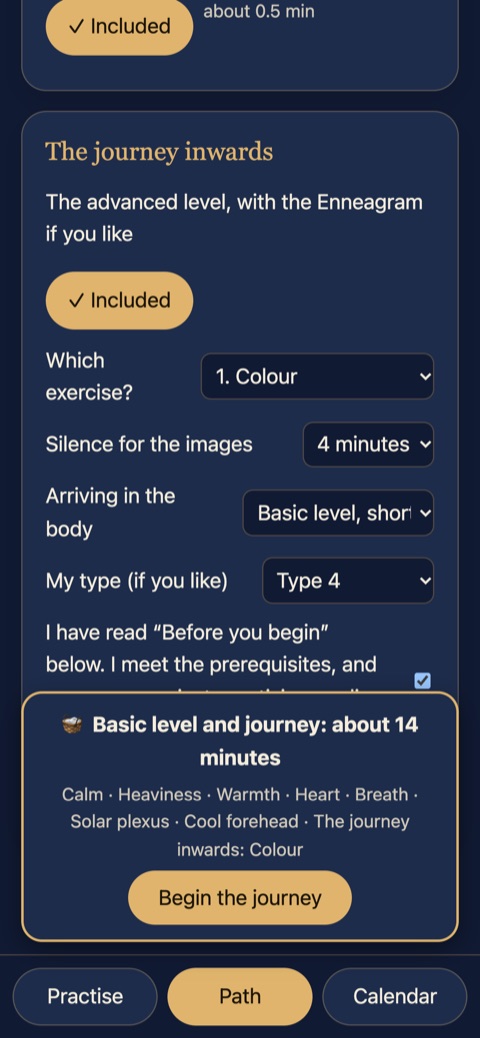 ✓ Included
about 0.5 min
The journey inwards
The advanced level, with the Enneagram
if you like
✓ Included
Which
exercise?
1. Colour
Silence for the images
4 minutes
Arriving in the
body
Basic level, shor
My type (if you like)
Type 4
I have read “Before you begin”
below. I meet the prerequisites, and
Basic level and journey: about 14
minutes
Calm · Heaviness · Warmth · Heart · Breath ·
Solar plexus · Cool forehead · The journey
inwards: Colour
Begin the journey
Practise
Path
Calendar